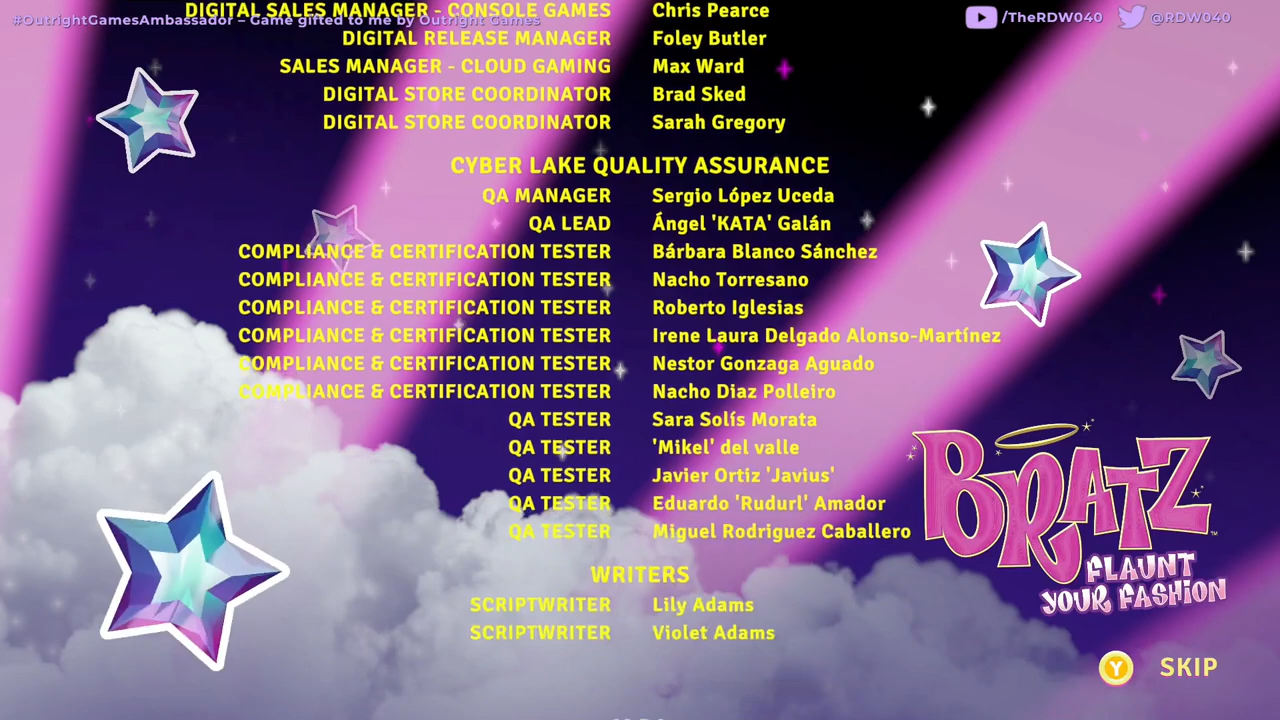 #OutrightGamesAmbassador – Game gifted to me by Outright Games
/TheRDW040 @RDW040
DIGITAL SALES MANAGER - CONSOLE GAMES Chris Pearce
DIGITAL RELEASE MANAGER Foley Butler
SALES MANAGER - CLOUD GAMING Max Ward
DIGITAL STORE COORDINATOR Brad Sked
DIGITAL STORE COORDINATOR Sarah Gregory
CYBER LAKE QUALITY ASSURANCE
QA MANAGER Sergio López Uceda
QA LEAD Ángel 'KATA' Galán
COMPLIANCE & CERTIFICATION TESTER Bárbara Blanco Sánchez
COMPLIANCE & CERTIFICATION TESTER Nacho Torresano
COMPLIANCE & CERTIFICATION TESTER Roberto Iglesias
COMPLIANCE & CERTIFICATION TESTER Irene Laura Delgado Alonso-Martínez
COMPLIANCE & CERTIFICATION TESTER Nestor Gonzaga Aguado
COMPLIANCE & CERTIFICATION TESTER Nacho Diaz Polleiro
QA TESTER Sara Solís Morata
QA TESTER 'Mikel' del valle
QA TESTER Javier Ortiz 'Javius'
QA TESTER Eduardo 'Rudurl' Amador
QA TESTER Miguel Rodriguez Caballero
WRITERS
SCRIPTWRITER Lily Adams
SCRIPTWRITER Violet Adams
BRATZ™
FLAUNT
YOUR FASHION
Y SKIP